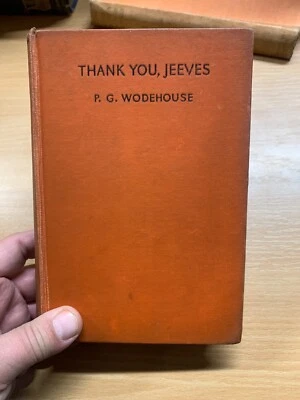 THANK YOU, JEEVES
P. G. WODEHOUSE